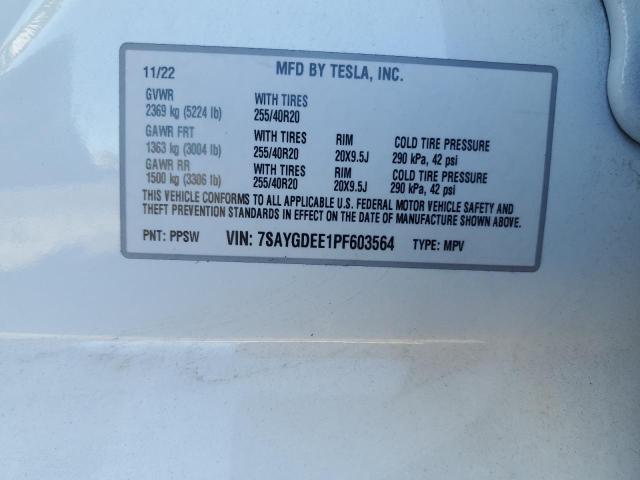 11/22 MFD BY TESLA, INC.
GVWR WITH TIRES
2369 kg (5224 lb) 255/40R20
GAWR FRT WITH TIRES RIM COLD TIRE PRESSURE
1363 kg (3004 lb) 255/40R20 20X9.5J 290 kPa, 42 psi
GAWR RR WITH TIRES RIM COLD TIRE PRESSURE
1500 kg (3306 lb) 255/40R20 20X9.5J 290 kPa, 42 psi
THIS VEHICLE CONFORMS TO ALL APPLICABLE U.S. FEDERAL MOTOR VEHICLE SAFETY AND
THEFT PREVENTION STANDARDS IN EFFECT ON THE DATE OF MANUFACTURE SHOWN ABOVE.
PNT: PPSW VIN: 7SAYGDEE1PF603564 TYPE: MPV